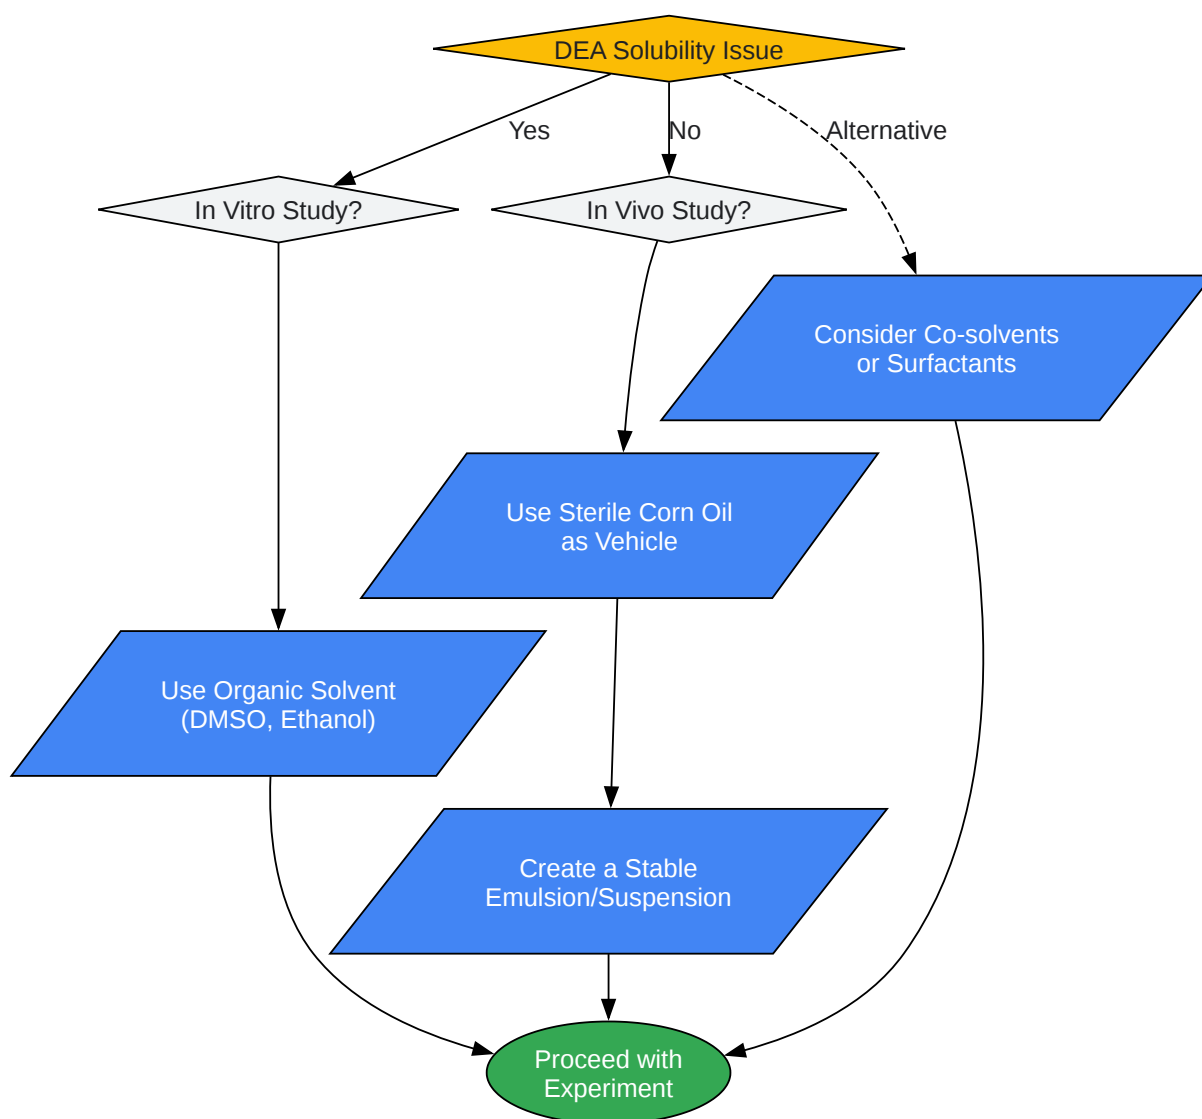 DEA Solubility Issue
Yes
No
Alternative
In Vitro Study?
In Vivo Study?
Consider Co-solvents
or Surfactants
Use Sterile Corn Oil
as Vehicle
Use Organic Solvent
(DMSO, Ethanol)
Create a Stable
Emulsion/Suspension
Proceed with
Experiment